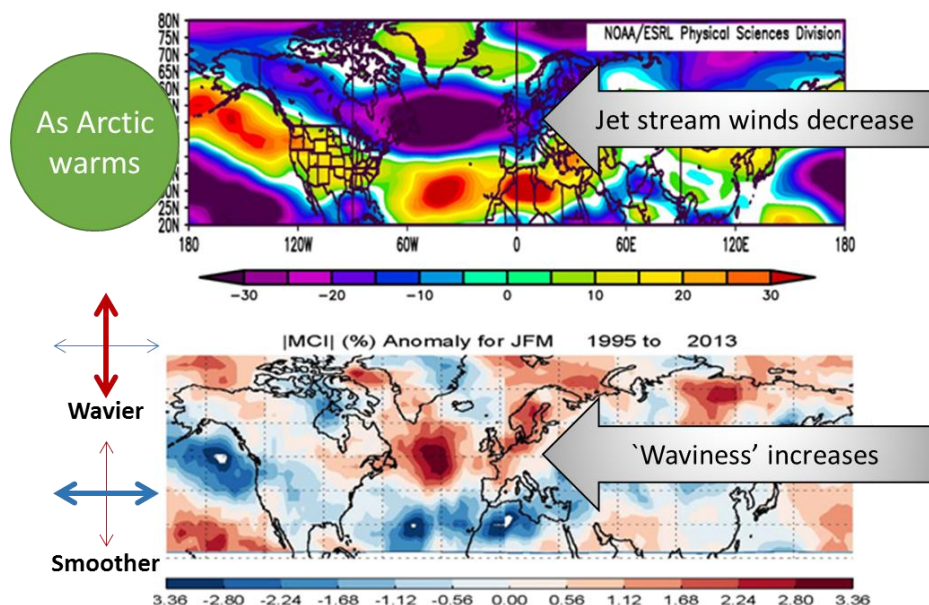 80N
75N
70N
65N
60N
20N
NOAA/ESRL Physical Sciences Division
As Arctic
warms
Jet stream winds decrease
35N
30N
25N
180 120W 60W 0 60E 120E 180
-30 -20 -10 0 10 20 30
|MCI| (%) Anomaly for JFM 1995 to 2013
Wavier
`Waviness’ increases
Smoother
3.36 -2.80 -2.24 -1.68 -1.12 -0.56 0.00 0.56 1.12 1.68 2.24 2.80 3.36